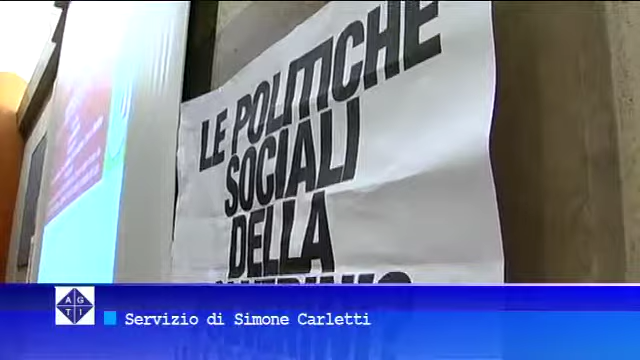 LE POLITICHE
SOCIALI
DELLA
AGTI
Servizio di Simone Carletti